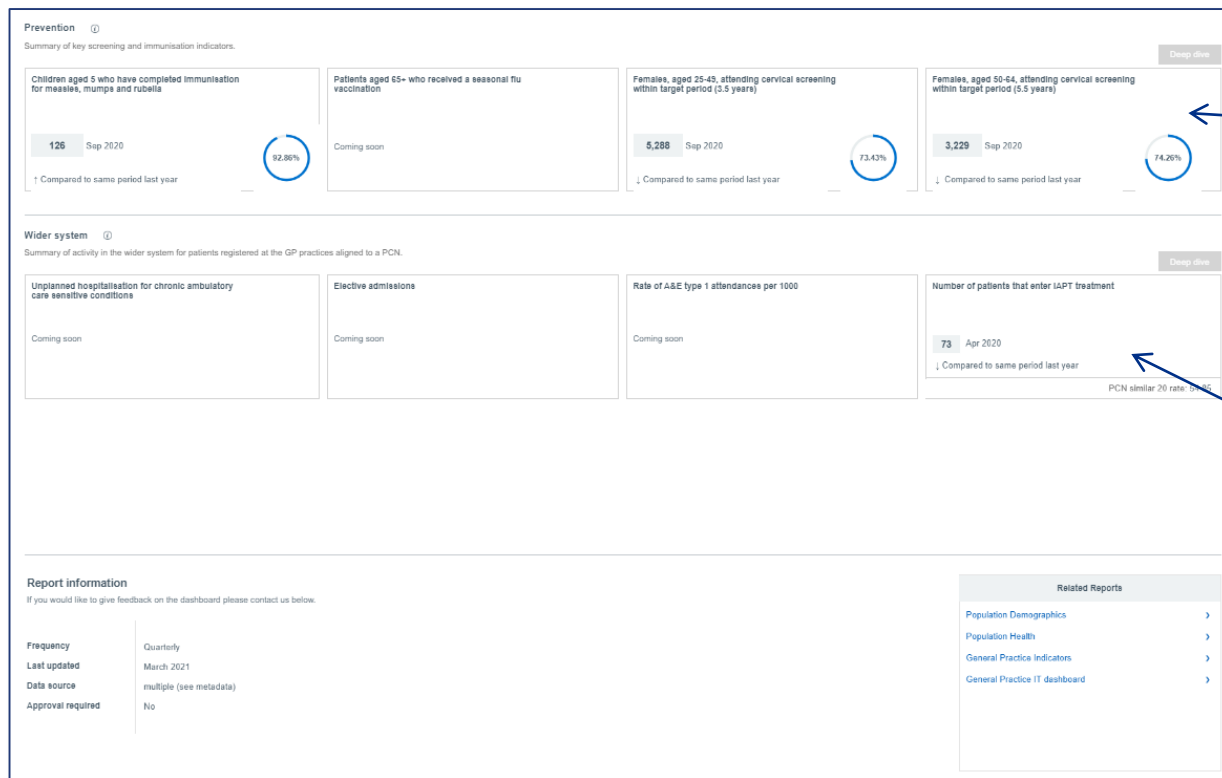 Prevention
Summary of key screening and immunisation indicators.
Deep dive
Children aged 5 who have completed immunisation
for measles, mumps and rubella
126 Sep 2020
92.86%
↑ Compared to same period last year
Patients aged 65+ who received a seasonal flu
vaccination
Coming soon
Females, aged 25-49, attending cervical screening
within target period (3.5 years)
5,288 Sep 2020
73.43%
↓ Compared to same period last year
Females, aged 50-64, attending cervical screening
within target period (5.5 years)
3,229 Sep 2020
74.26%
↓ Compared to same period last year
Wider system
Summary of activity in the wider system for patients registered at the GP practices aligned to a PCN.
Deep dive
Unplanned hospitalisation for chronic ambulatory
care sensitive conditions
Coming soon
Elective admissions
Coming soon
Rate of A&E type 1 attendances per 1000
Coming soon
Number of patients that enter IAPT treatment
73 Apr 2020
↓ Compared to same period last year
PCN similar 20 rate:
Report information
If you would like to give feedback on the dashboard please contact us below.
Frequency Quarterly
Last updated March 2021
Data source multiple (see metadata)
Approval required No
Related Reports
Population Demographics
Population Health
General Practice Indicators
General Practice IT dashboard